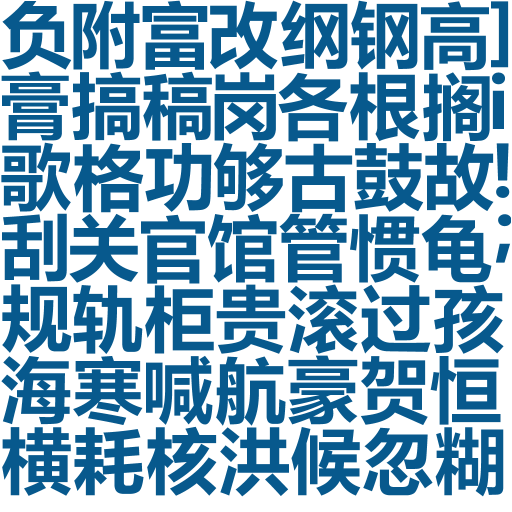 负附富改纲钢高]
膏搞稿岗各根搁i
歌格功够古鼓故!
刮关官馆管惯龟;
规轨柜贵滚过孩
海寒喊航豪贺恒
横耗核洪候忽糊